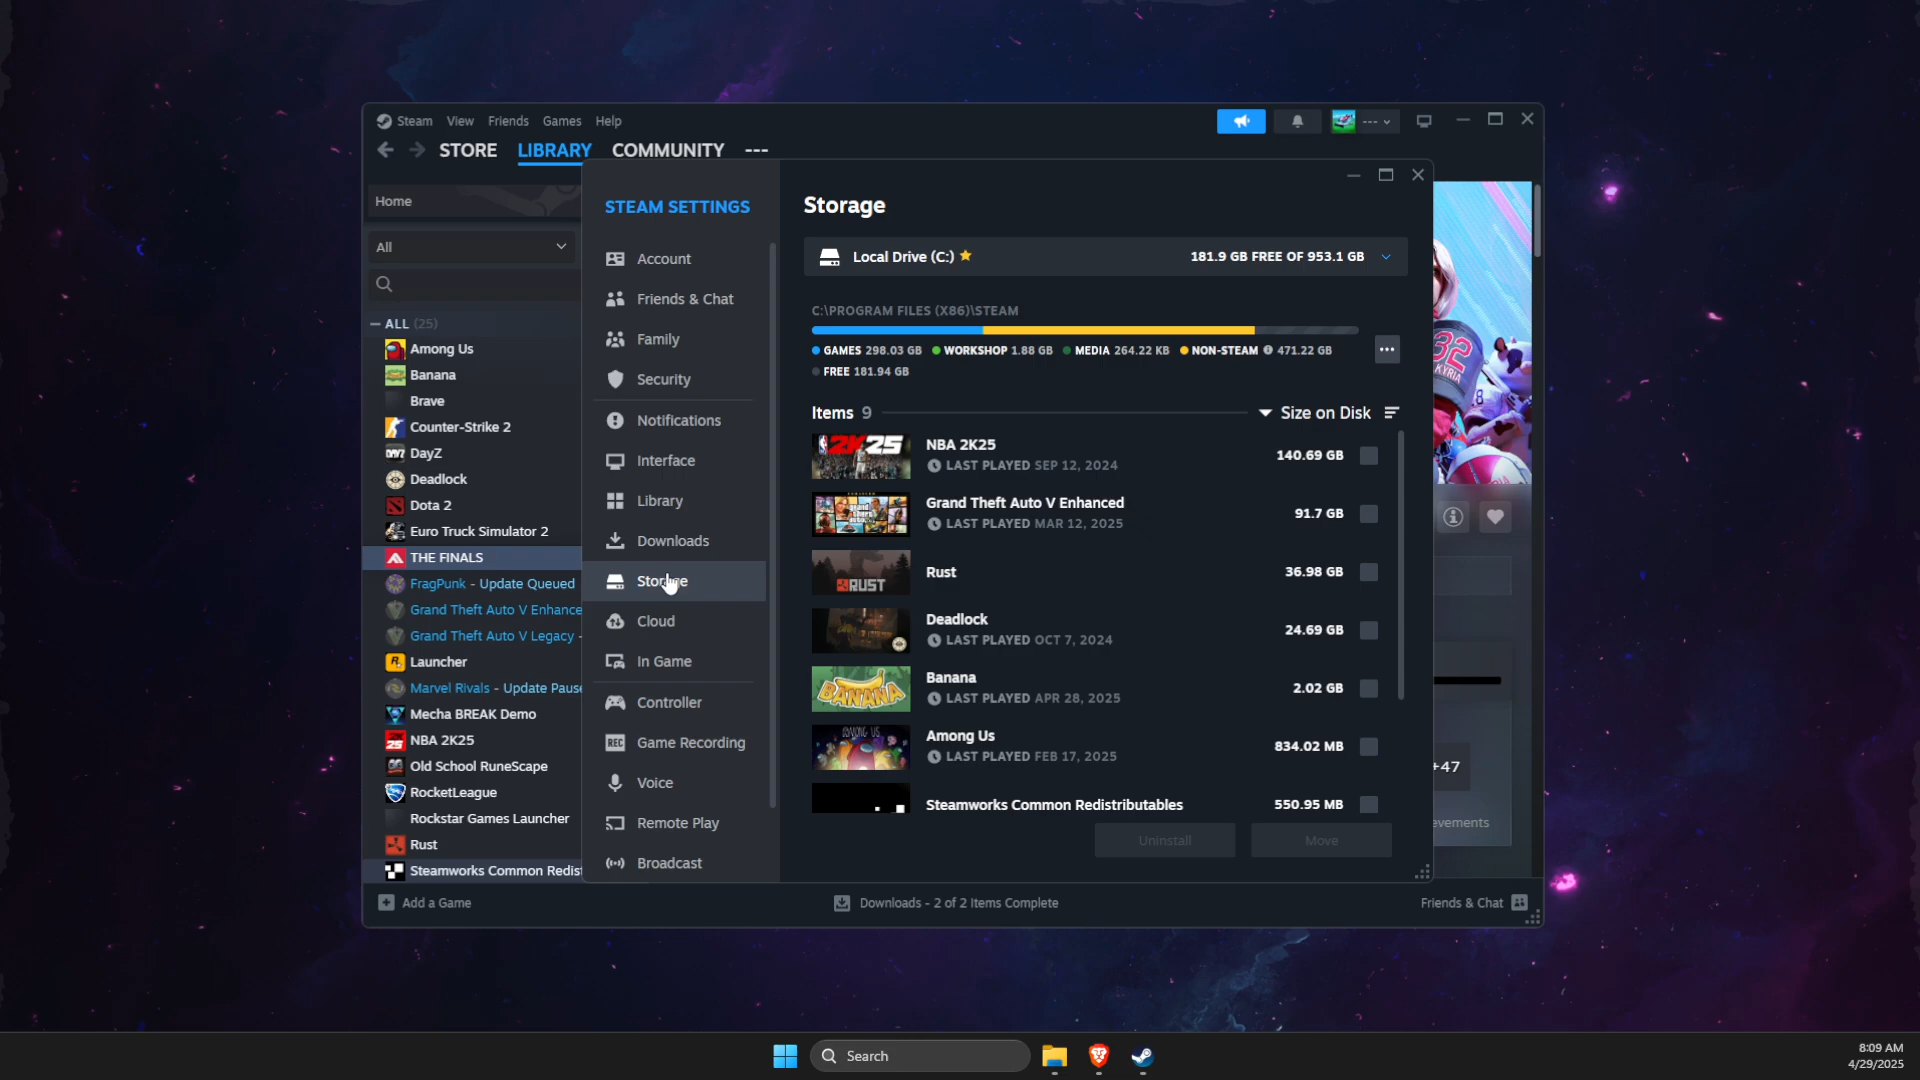 Steam View Friends Games Help
---
STORE LIBRARY COMMUNITY ---
Home
All
ALL (25)
Among Us
Banana
Brave
Counter-Strike 2
DayZ
Deadlock
Dota 2
Euro Truck Simulator 2
THE FINALS
FragPunk - Update Queued
Grand Theft Auto V Enhance
Grand Theft Auto V Legacy -
Launcher
Marvel Rivals - Update Pause
Mecha BREAK Demo
NBA 2K25
Old School RuneScape
RocketLeague
Rockstar Games Launcher
Rust
Steamworks Common Redist
STEAM SETTINGS
Account
Friends & Chat
Family
Security
Notifications
Interface
Library
Downloads
Storage
Cloud
In Game
Controller
REC Game Recording
Voice
Remote Play
Broadcast
Storage
Local Drive (C:) 181.9 GB FREE OF 953.1 GB
C:\PROGRAM FILES (X86)\STEAM
GAMES 298.03 GB WORKSHOP 1.88 GB MEDIA 264.22 KB NON-STEAM 471.22 GB
FREE 181.94 GB
Items 9 Size on Disk
2K25 NBA 2K25 140.69 GB
LAST PLAYED SEP 12, 2024
Grand Theft Auto V Enhanced 91.7 GB
LAST PLAYED MAR 12, 2025
RUST Rust 36.98 GB
Deadlock 24.69 GB
LAST PLAYED OCT 7, 2024
BANANA Banana 2.02 GB
LAST PLAYED APR 28, 2025
AMONG US Among Us 834.02 MB
LAST PLAYED FEB 17, 2025
Steamworks Common Redistributables 550.95 MB
Uninstall Move
32
+47
evements
Add a Game Downloads - 2 of 2 Items Complete Friends & Chat
Search
8:09 AM
4/29/2025